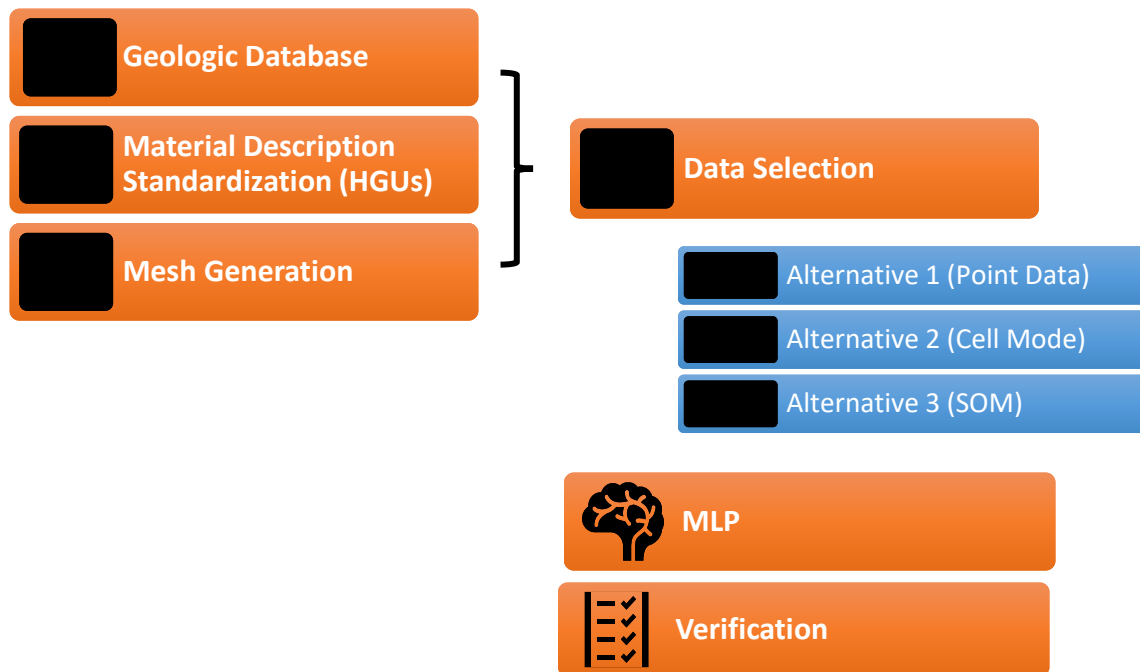 Geologic Database
Material Description
Standardization (HGUs)
Mesh Generation
Data Selection
Alternative 1 (Point Data)
Alternative 2 (Cell Mode)
Alternative 3 (SOM)
MLP
Verification